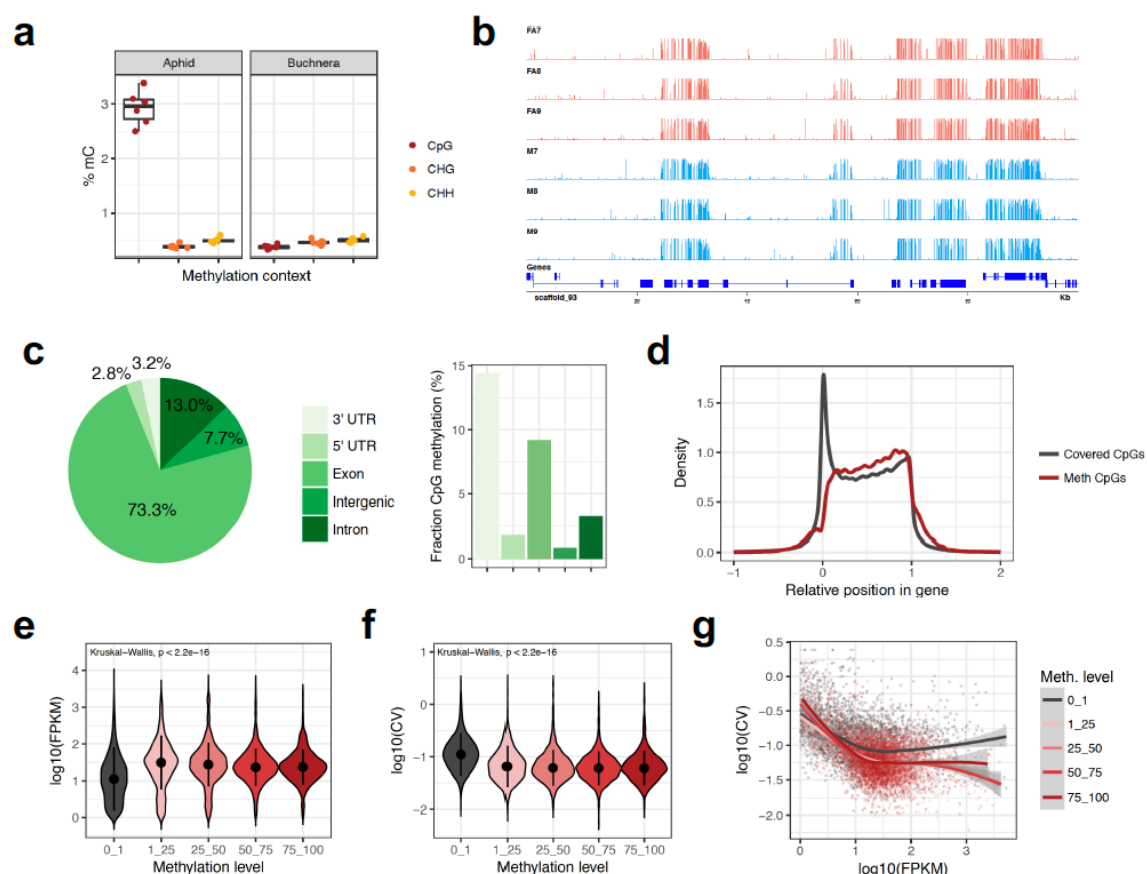 a
Aphid
Buchnera
3
2
1
% mC
Methylation context
CpG
CHG
CHH
b
FA7
FA8
FA9
M7
M8
M9
Genes
scaffold_93
Kb
c
3.2%
2.8%
13.0%
7.7%
73.3%
3' UTR
5' UTR
Exon
Intergenic
Intron
15
10
5
0
Fraction CpG methylation (%)
d
1.5
1.0
0.5
0.0
Density
-1
0
1
2
Relative position in gene
Covered CpGs
Meth CpGs
e
Kruskal-Wallis, p < 2.2e-16
4
3
2
1
0
log10(FPKM)
0_1
1_25
25_50
50_75
75_100
Methylation level
f
Kruskal-Wallis, p < 2.2e-16
1
0
−1
−2
log10(CV)
0_1
1_25
25_50
50_75
75_100
Methylation level
g
0.5
0.0
-0.5
-1.0
-1.5
-2.0
log10(CV)
0
1
2
3
log10(FPKM)
Meth. level
0_1
1_25
25_50
50_75
75_100